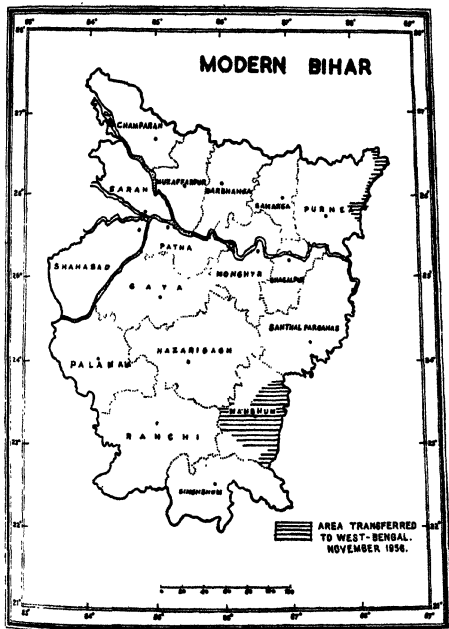 MODERN BIHAR
CHAMPARAN
SARAN
MUZAFFARPUR
DARBHANGA
SAHARSA
PURNEA
PATNA
SHAHABAD
GAYA
MONGHYR
BHAGALPUR
SANTHAL PARGANAS
PALAMAU
HAZARIBAGH
MANBHUM
RANCHI
SINGHBHUM
AREA TRANSFERRED
TO WEST-BENGAL.
NOVEMBER 1956.